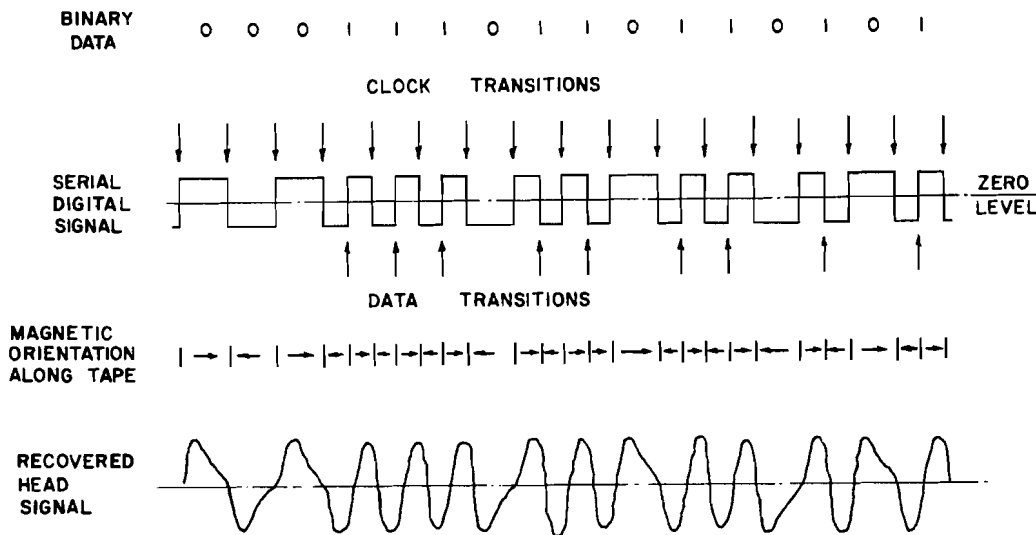 BINARY
DATA
0 0 0 1 1 1 0 1 1 0 1 1 0 1 0 1
CLOCK TRANSITIONS
SERIAL
DIGITAL
SIGNAL
ZERO
LEVEL
DATA TRANSITIONS
MAGNETIC
ORIENTATION
ALONG TAPE
RECOVERED
HEAD
SIGNAL